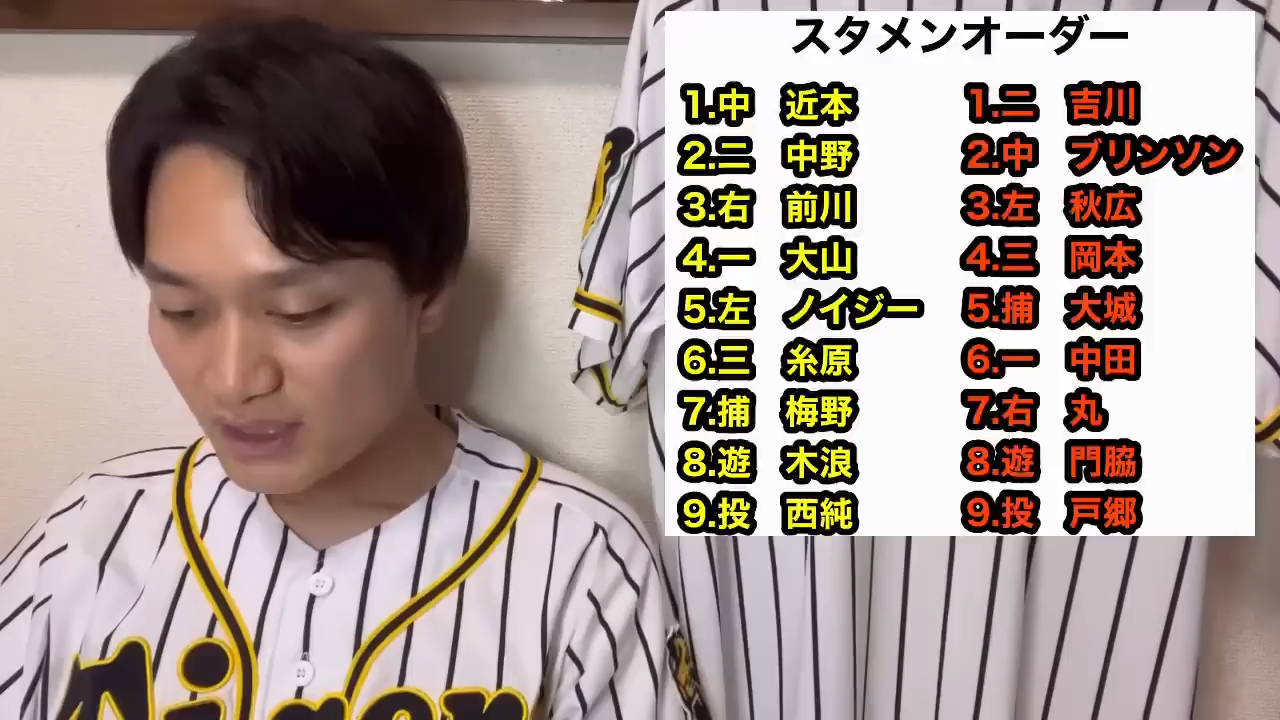 スタメンオーダー
1.中 近本
2.二 中野
3.右 前川
4.一 大山
5.左 ノイジー
6.三 糸原
7.捕 梅野
8.遊 木浪
9.投 西純
1.二 吉川
2.中 ブリンソン
3.左 秋広
4.三 岡本
5.捕 大城
6.一 中田
7.右 丸
8.遊 門脇
9.投 戸郷
Tiger